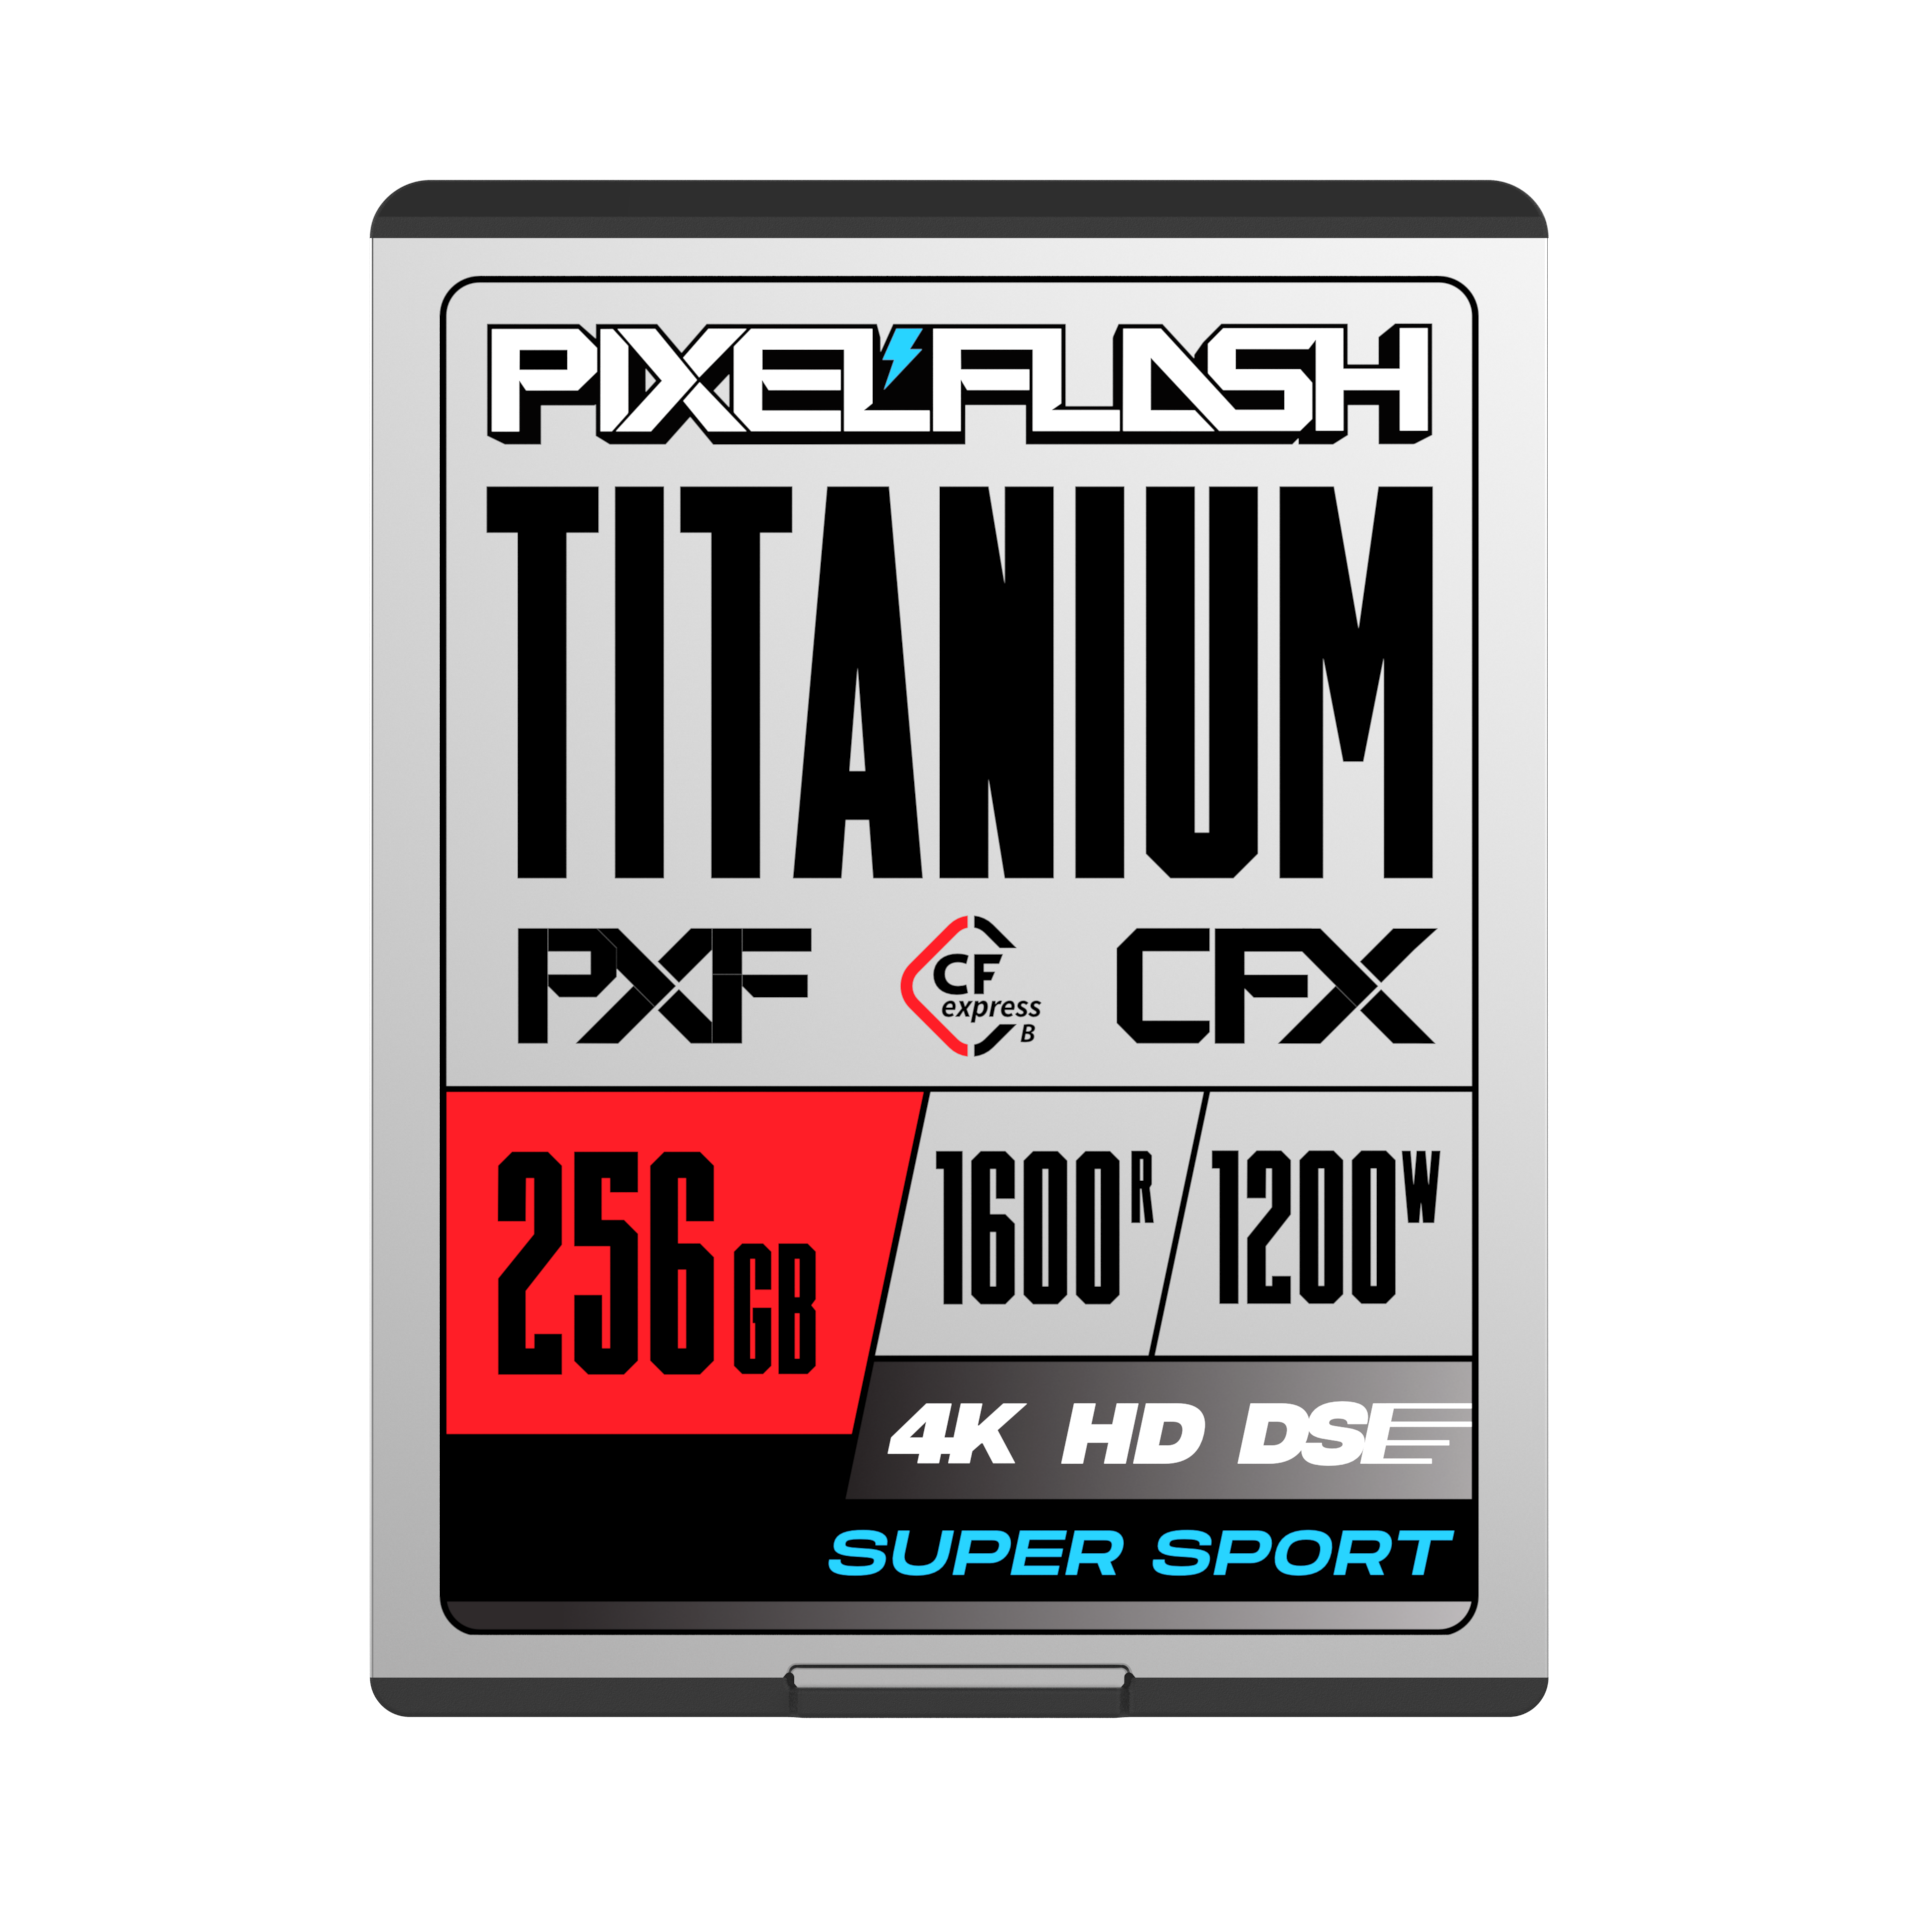 PIXELFLASH
TITANIUM
PXF CF express B CFX
256GB 1600R 1200W
4K HD DSE
SUPER SPORT